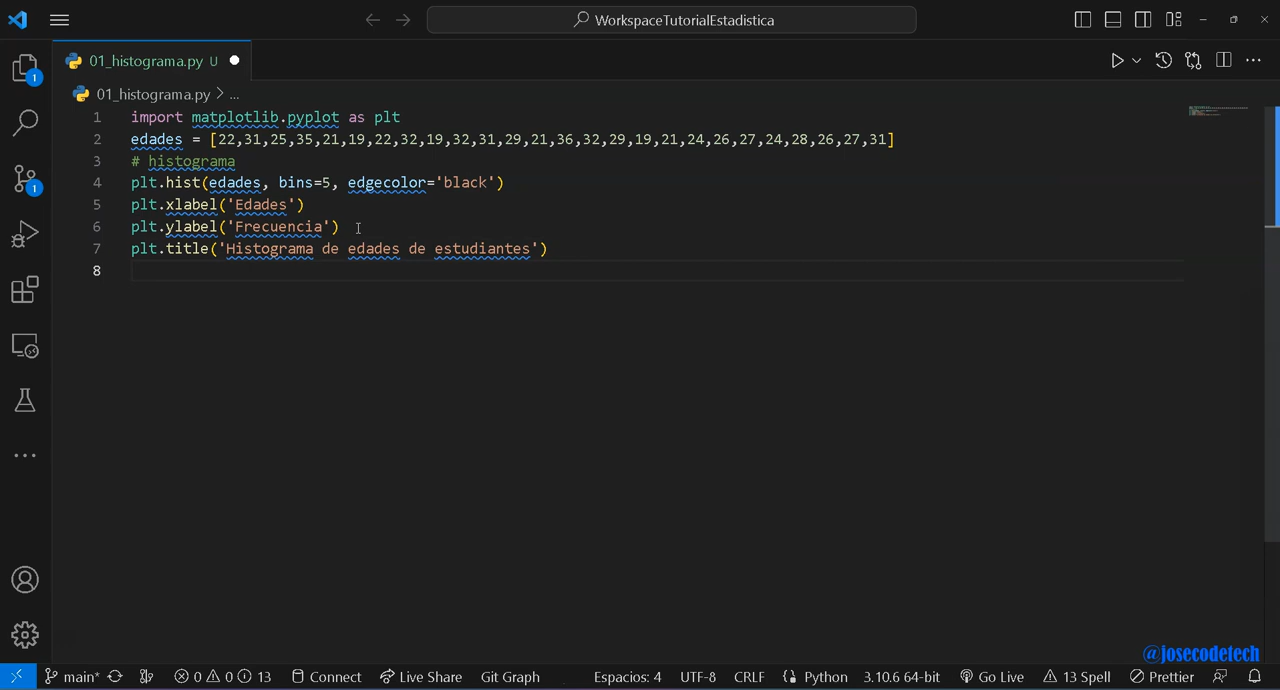 WorkspaceTutorialEstadistica
1
01_histograma.py U
01_histograma.py > ...
1 import matplotlib.pyplot as plt
2 edades = [22,31,25,35,21,19,22,32,19,32,31,29,21,36,32,29,19,21,24,26,27,24,28,26,27,31]
3 # histograma
4 plt.hist(edades, bins=5, edgecolor='black')
5 plt.xlabel('Edades')
6 plt.ylabel('Frecuencia')
7 plt.title('Histograma de edades de estudiantes')
8
1
@josecodetech
main* 0 0 13 Connect Live Share Git Graph Espacios: 4 UTF-8 CRLF Python 3.10.6 64-bit Go Live 13 Spell Prettier